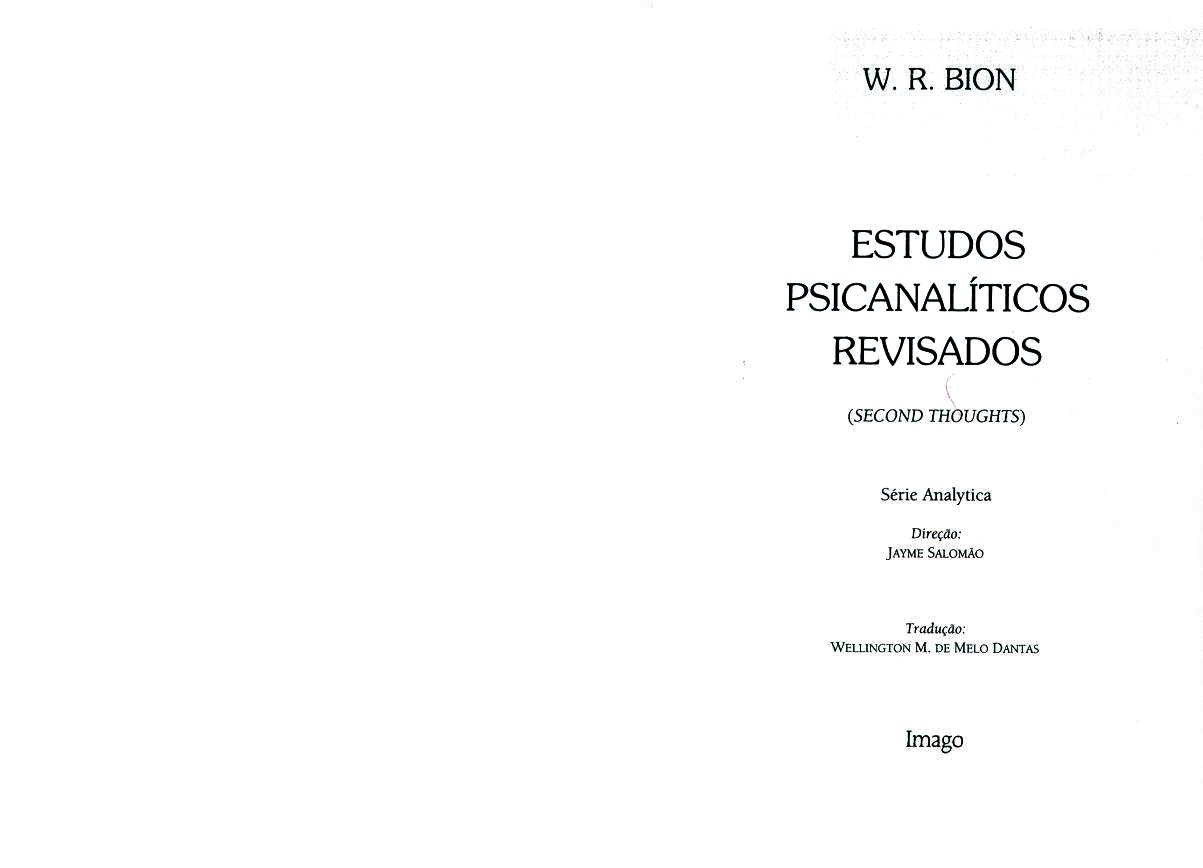 W. R. BION
ESTUDOS
PSICANALÍTICOS
REVISADOS
(SECOND THOUGHTS)
Série Analytica
Direção:
JAYME SALOMÃO
Tradução:
WELLINGTON M. DE MELO DANTAS
Imago